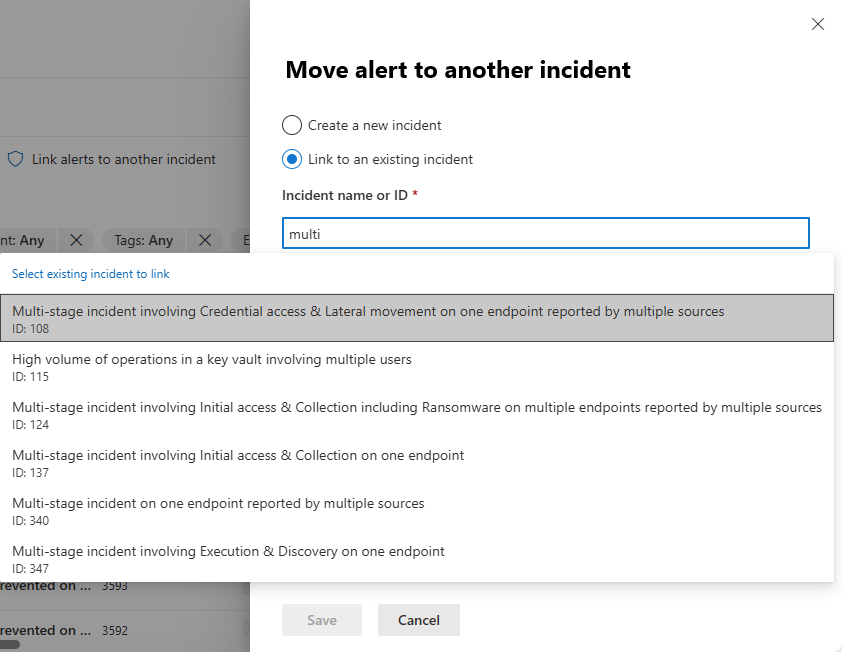 Move alert to another incident
Create a new incident
Link alerts to another incident
Link to an existing incident
Incident name or ID *
nt: Any
Tags: Any
E
multi
Select existing incident to link
Multi-stage incident involving Credential access & Lateral movement on one endpoint reported by multiple sources
ID: 108
High volume of operations in a key vault involving multiple users
ID: 115
Multi-stage incident involving Initial access & Collection including Ransomware on multiple endpoints reported by multiple sources
ID: 124
Multi-stage incident involving Initial access & Collection on one endpoint
ID: 137
Multi-stage incident on one endpoint reported by multiple sources
ID: 340
Multi-stage incident involving Execution & Discovery on one endpoint
ID: 347
revented on ... 3593
revented on ... 3592
Save
Cancel